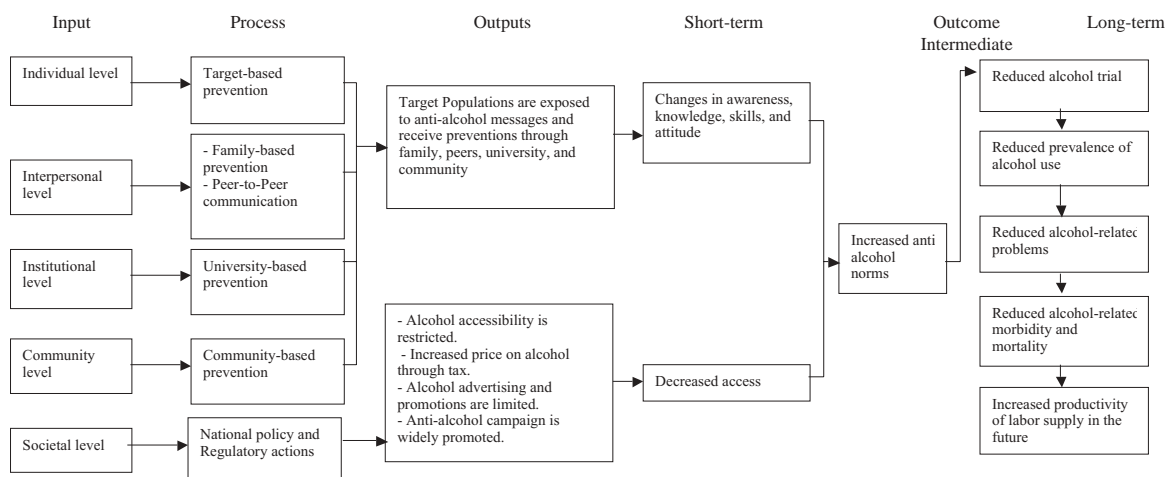 Input
Process
Outputs
Short-term
Outcome
Intermediate
Long-term
Individual level
Target-based
prevention
Interpersonal
level
- Family-based
prevention
- Peer-to-Peer
communication
Institutional
level
University-based
prevention
Community
level
Community-based
prevention
Societal level
National policy and
Regulatory actions
Target Populations are exposed
to anti-alcohol messages and
receive preventions through
family, peers, university, and
community
- Alcohol accessibility is
restricted.
- Increased price on alcohol
through tax.
- Alcohol advertising and
promotions are limited.
- Anti-alcohol campaign is
widely promoted.
Changes in awareness,
knowledge, skills, and
attitude
Decreased access
Increased anti
alcohol
norms
Reduced alcohol trial
Reduced prevalence of
alcohol use
Reduced alcohol-related
problems
Reduced alcohol-related
morbidity and
mortality
Increased productivity
of labor supply in the
future